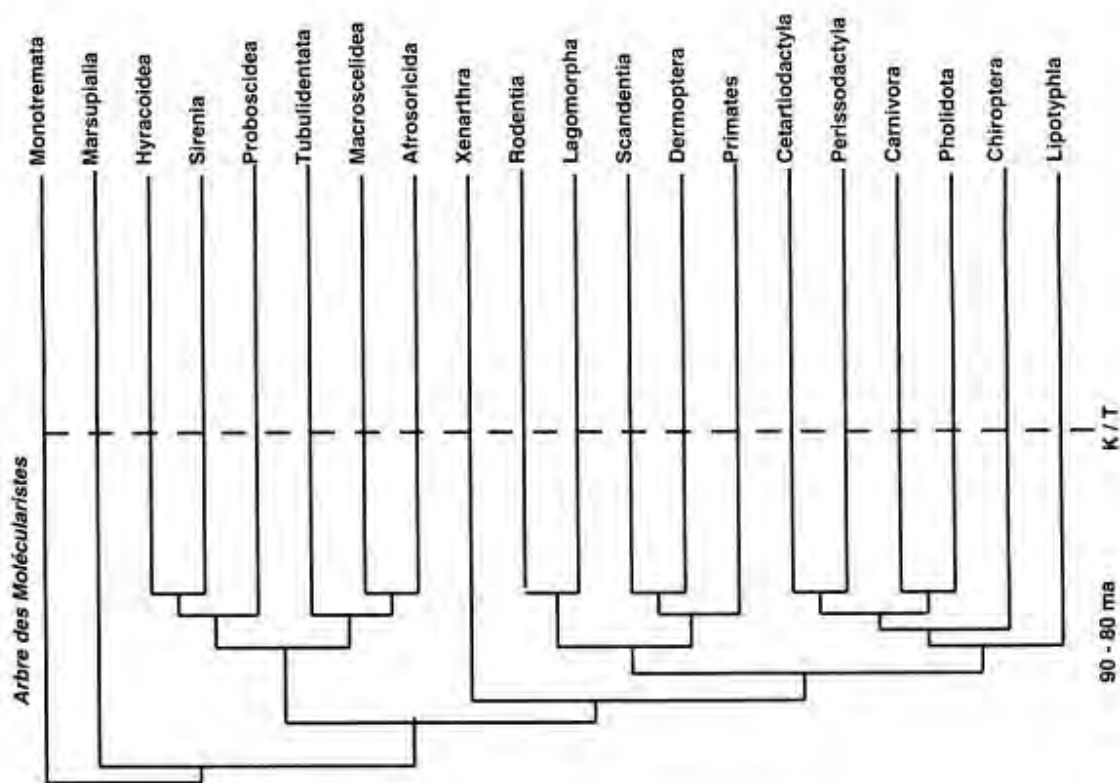 Arbre des Molécularistes
Monotremata
Marsupialia
Hyracoidea
Sirenia
Proboscidea
Tubulidentata
Macroscelidea
Afrosoricida
Xenarthra
Rodentia
Lagomorpha
Scandentia
Dermoptera
Primates
Cetartiodactyla
Perissodactyla
Carnivora
Pholidota
Chiroptera
Lipotyphia
90 - 80 ma
K / T